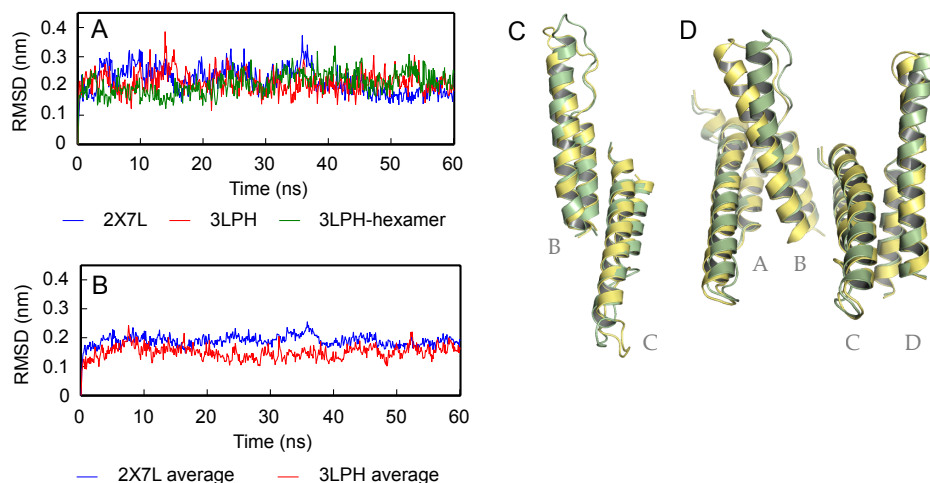 A
RMSD (nm)
0.4
0.3
0.2
0.1
0
0 10 20 30 40 50 60
Time (ns)
2X7L 3LPH 3LPH-hexamer
B
RMSD (nm)
0.4
0.3
0.2
0.1
0
0 10 20 30 40 50 60
Time (ns)
2X7L average 3LPH average
C
B
C
D
A B
C D